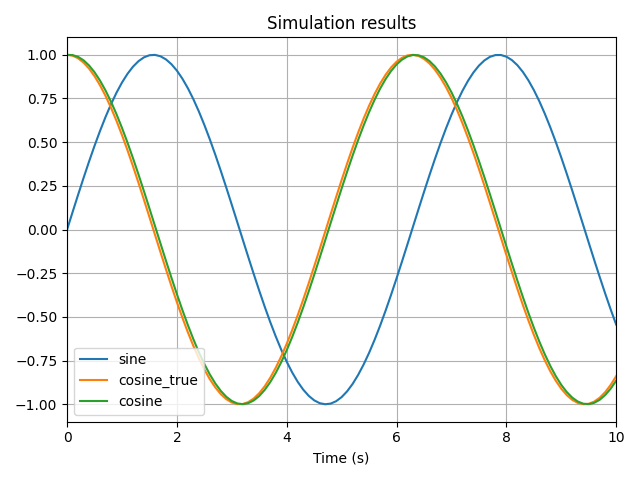 Simulation results
1.00
0.75
0.50
0.25
0.00
−0.25
−0.50
−0.75
−1.00
sine
cosine_true
cosine
0 2 4 6 8 10
Time (s)